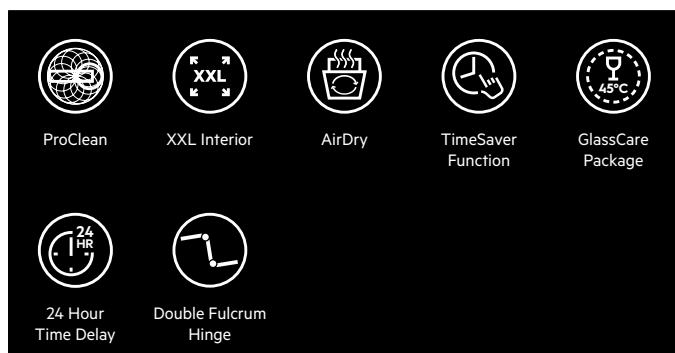 XXL
45°C
ProClean
XXL Interior
AirDry
TimeSaver
Function
GlassCare
Package
24
HR
24 Hour
Time Delay
Double Fulcrum
Hinge